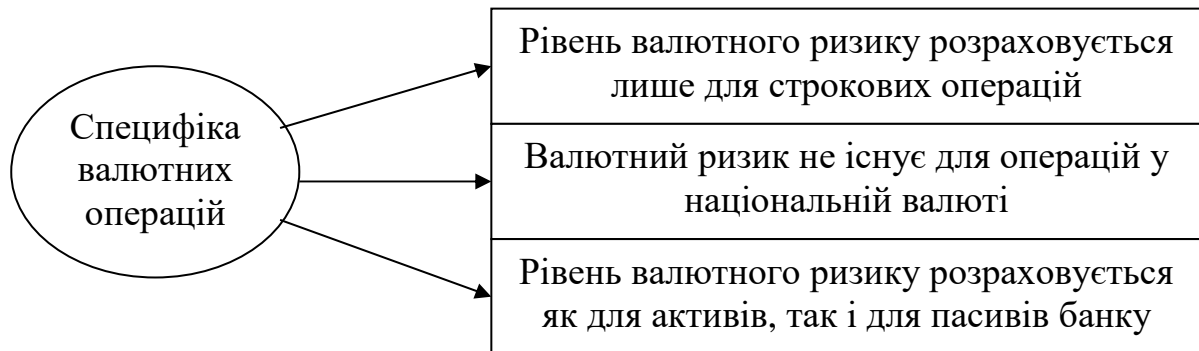 Специфіка
валютних
операцій
Рівень валютного ризику розраховується
лише для строкових операцій
Валютний ризик не існує для операцій у
національній валюті
Рівень валютного ризику розраховується
як для активів, так і для пасивів банку